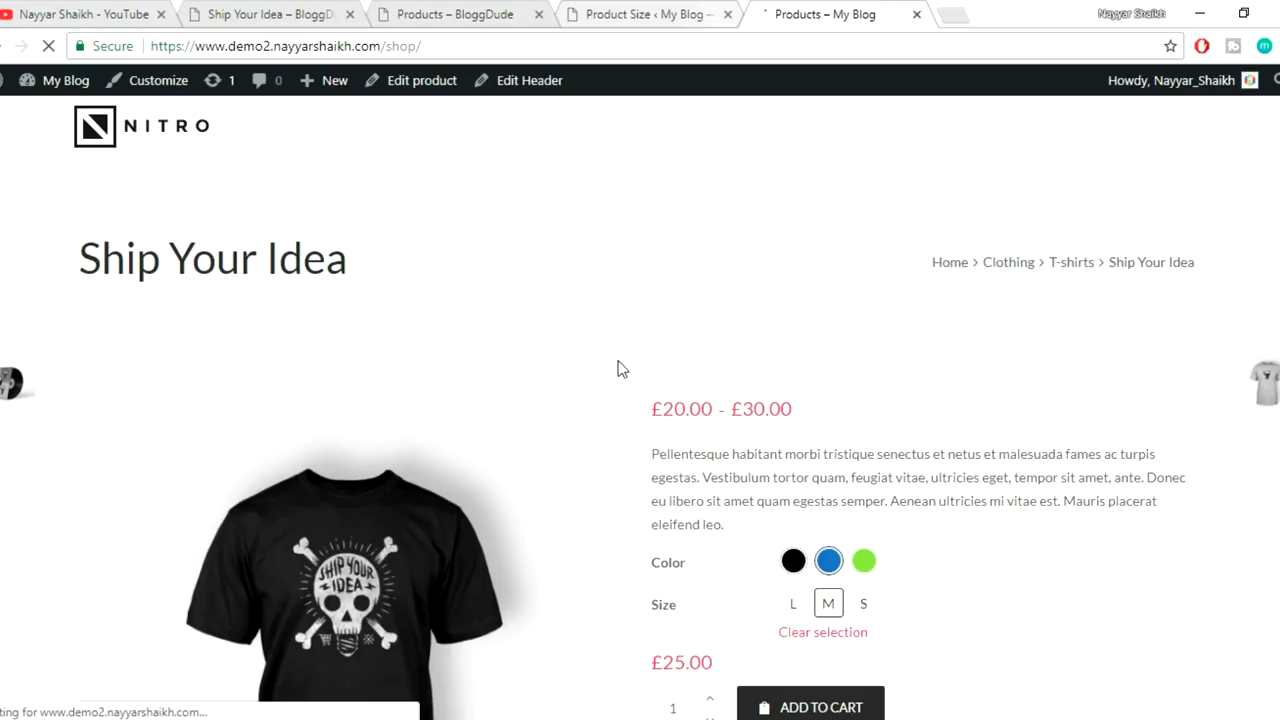 Nayyar Shaikh - YouTube
Ship Your Idea – BloggD
Products – BloggDude
Product Size ‹ My Blog —
Products – My Blog
Nayyar Shaikh
Secure
https://www.demo2.nayyarshaikh.com/shop/
My Blog
Customize
1
0
New
Edit product
Edit Header
Howdy, Nayyar_Shaikh
NITRO
Ship Your Idea
Home > Clothing > T-shirts > Ship Your Idea
£20.00 - £30.00
Pellentesque habitant morbi tristique senectus et netus et malesuada fames ac turpis
egestas. Vestibulum tortor quam, feugiat vitae, ultricies eget, tempor sit amet, ante. Donec
eu libero sit amet quam egestas semper. Aenean ultricies mi vitae est. Mauris placerat
eleifend leo.
Color
Size
L
M
S
Clear selection
£25.00
1
ADD TO CART
SHIP YOUR
IDEA
ting for www.demo2.nayyarshaikh.com...